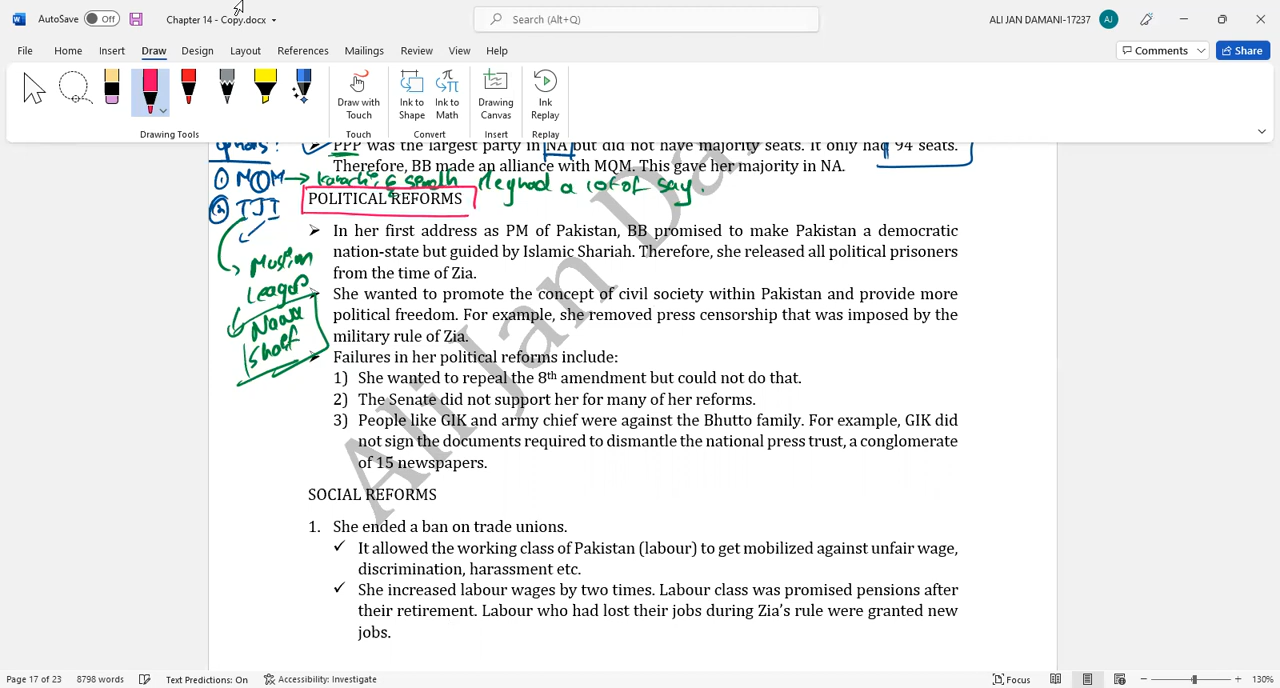 AutoSave Off Chapter 14 - Copy.docx Search (Alt+Q) ALI JAN DAMANI-17237 AJ
File Home Insert Draw Design Layout References Mailings Review View Help Comments Share
Draw with Touch Ink to Shape Ink to Math Drawing Canvas Ink Replay
Drawing Tools Touch Convert Insert Replay
PPP was the largest party in NA but did not have majority seats. It only had 94 seats.
Therefore, BB made an alliance with MQM. This gave her majority in NA.
① MQM → Karachi & Sindh They had a lot of say.
② IJI
Muslim
League
Nawaz
Sharif
POLITICAL REFORMS
➢ In her first address as PM of Pakistan, BB promised to make Pakistan a democratic
nation-state but guided by Islamic Shariah. Therefore, she released all political prisoners
from the time of Zia.
➢ She wanted to promote the concept of civil society within Pakistan and provide more
political freedom. For example, she removed press censorship that was imposed by the
military rule of Zia.
➢ Failures in her political reforms include:
1) She wanted to repeal the 8th amendment but could not do that.
2) The Senate did not support her for many of her reforms.
3) People like GIK and army chief were against the Bhutto family. For example, GIK did
not sign the documents required to dismantle the national press trust, a conglomerate
of 15 newspapers.
SOCIAL REFORMS
1. She ended a ban on trade unions.
✓ It allowed the working class of Pakistan (labour) to get mobilized against unfair wage,
discrimination, harassment etc.
✓ She increased labour wages by two times. Labour class was promised pensions after
their retirement. Labour who had lost their jobs during Zia's rule were granted new
jobs.
Ali Jan Da
Page 17 of 23 8798 words Text Predictions: On Accessibility: Investigate Focus 130%